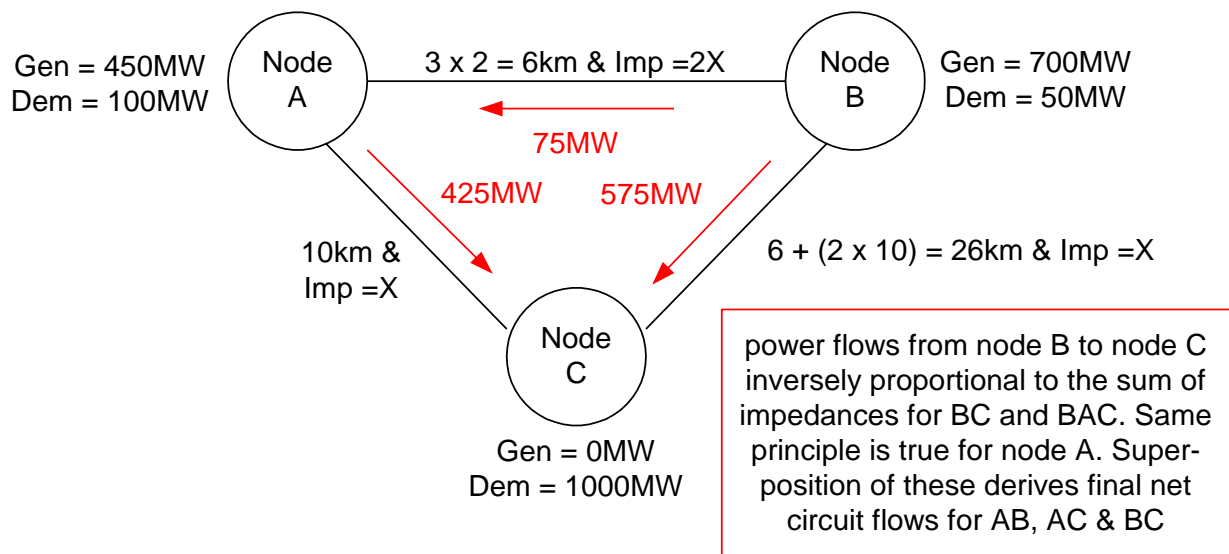 Node
A
Gen = 450MW
Dem = 100MW
3 x 2 = 6km & Imp =2X
Node
B
Gen = 700MW
Dem = 50MW
75MW
425MW
575MW
10km &
Imp =X
6 + (2 x 10) = 26km & Imp =X
Node
C
Gen = 0MW
Dem = 1000MW
power flows from node B to node C
inversely proportional to the sum of
impedances for BC and BAC. Same
principle is true for node A. Super-
position of these derives final net
circuit flows for AB, AC & BC